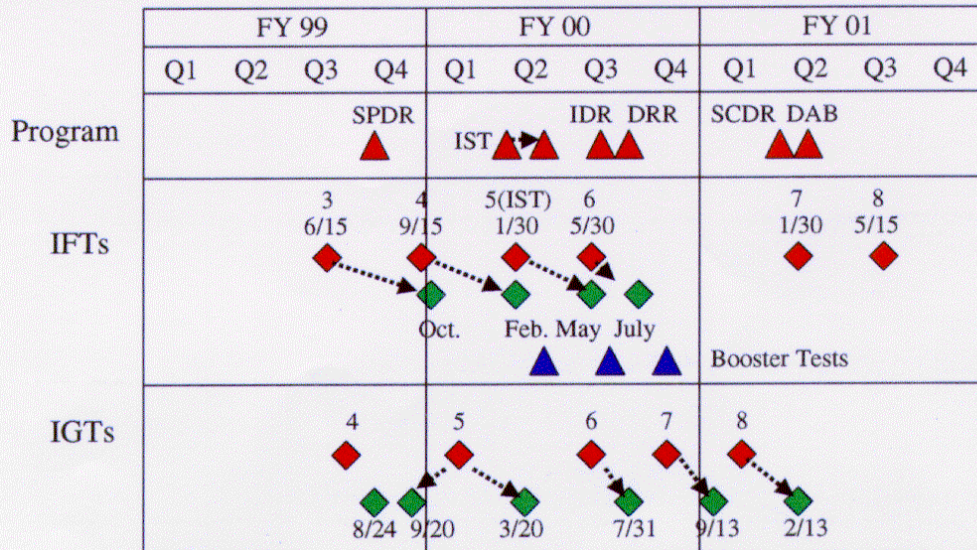 FY 99 FY 00 FY 01
Q1 Q2 Q3 Q4 Q1 Q2 Q3 Q4 Q1 Q2 Q3 Q4
Program
SPDR IST IDR DRR SCDR DAB
IFTs
3 4 5(IST) 6 7 8
6/15 9/15 1/30 5/30 1/30 5/15
Oct. Feb. May July
Booster Tests
IGTs
4 5 6 7 8
8/24 9/20 3/20 7/31 9/13 2/13